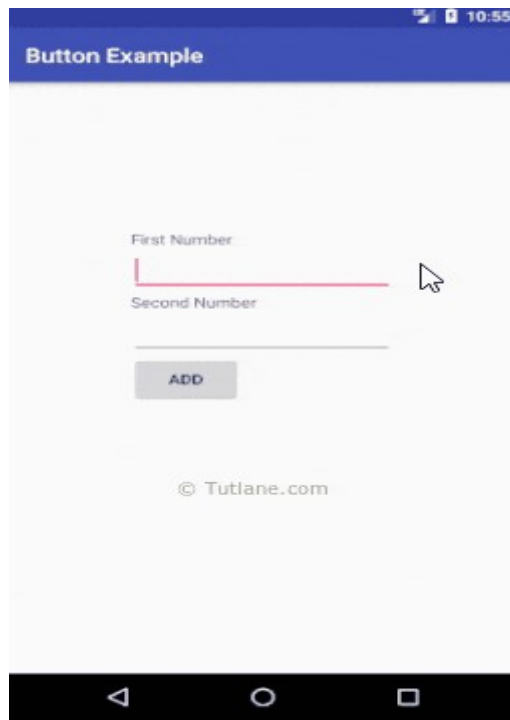 10:55
Button Example
First Number
Second Number
ADD
© Tutlane.com